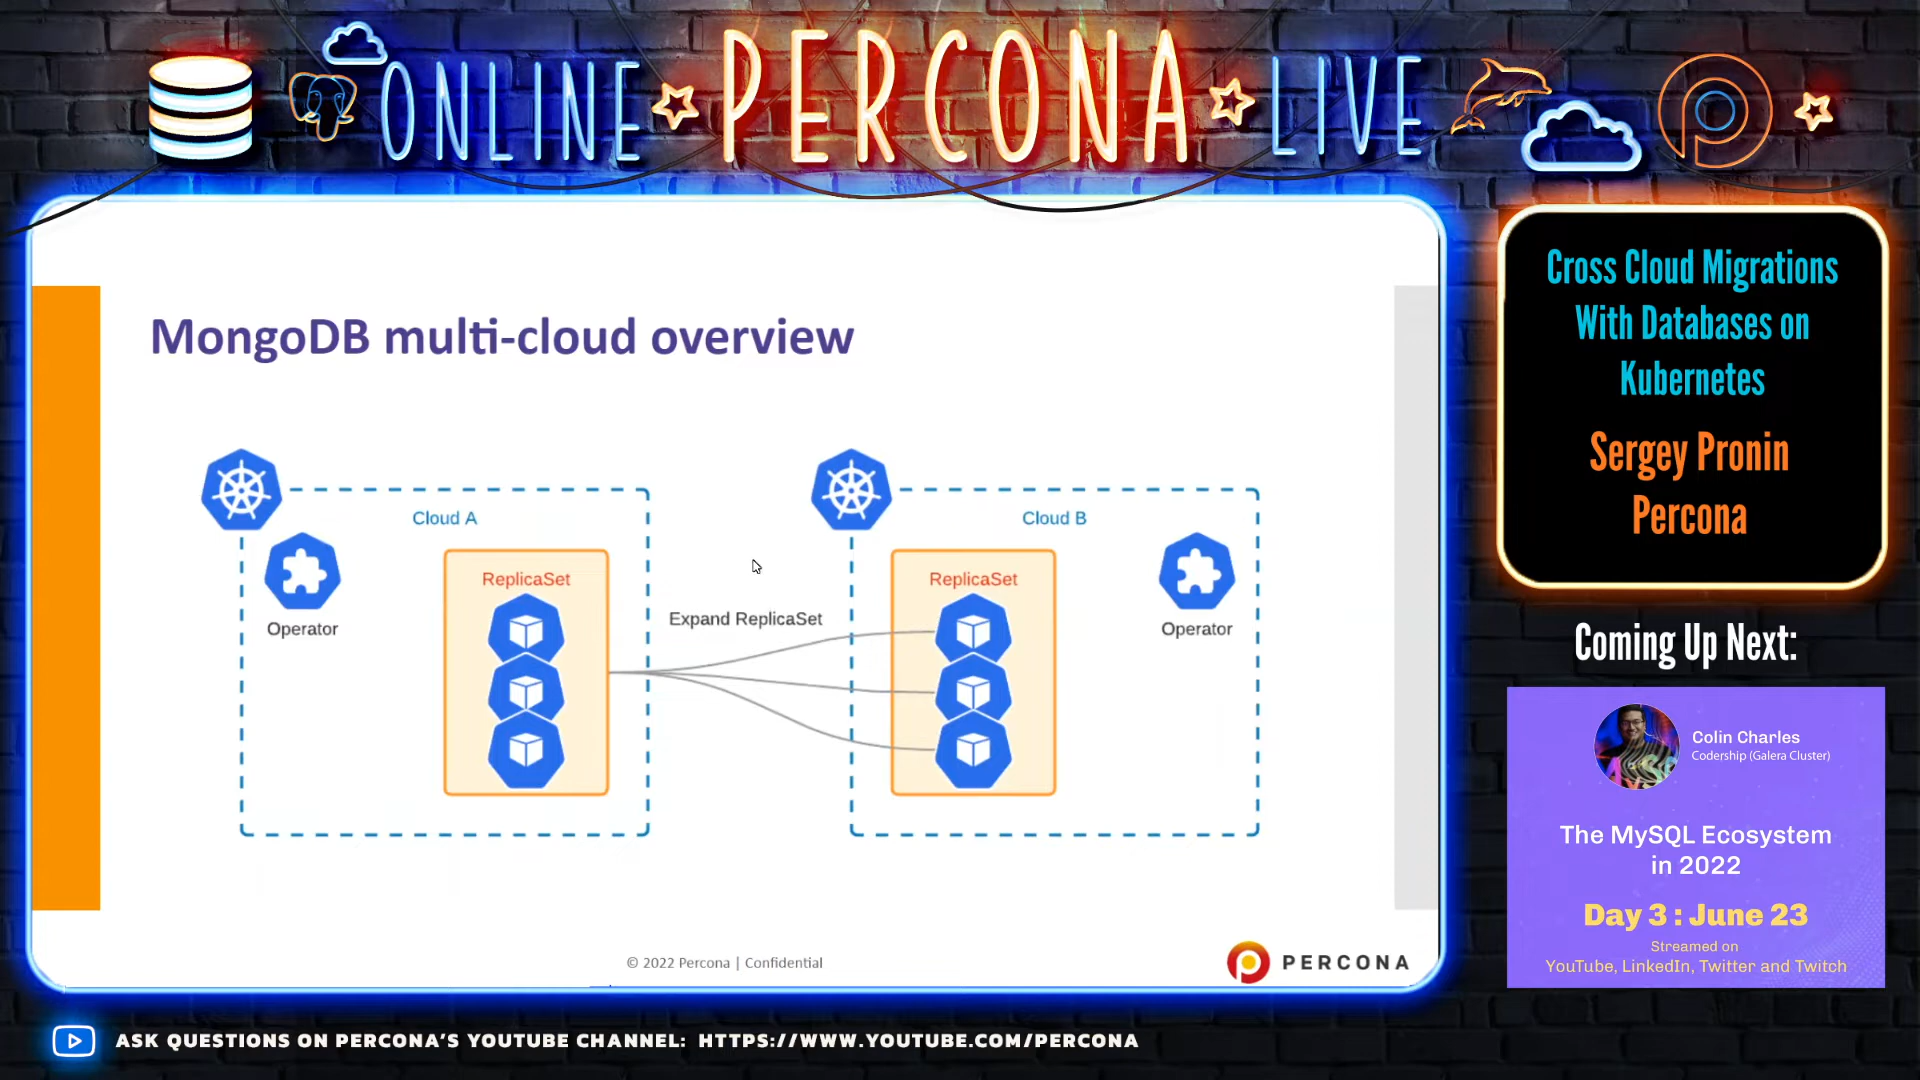 ONLINE PERCONA LIVE
MongoDB multi-cloud overview
Cloud A
Operator
ReplicaSet
Expand ReplicaSet
Cloud B
ReplicaSet
Operator
© 2022 Percona | Confidential
PERCONA
Cross Cloud Migrations
With Databases on
Kubernetes
Sergey Pronin
Percona
Coming Up Next:
Colin Charles
Codership (Galera Cluster)
The MySQL Ecosystem
in 2022
Day 3 : June 23
Streamed on
YouTube, LinkedIn, Twitter and Twitch
ASK QUESTIONS ON PERCONA'S YOUTUBE CHANNEL: HTTPS://WWW.YOUTUBE.COM/PERCONA